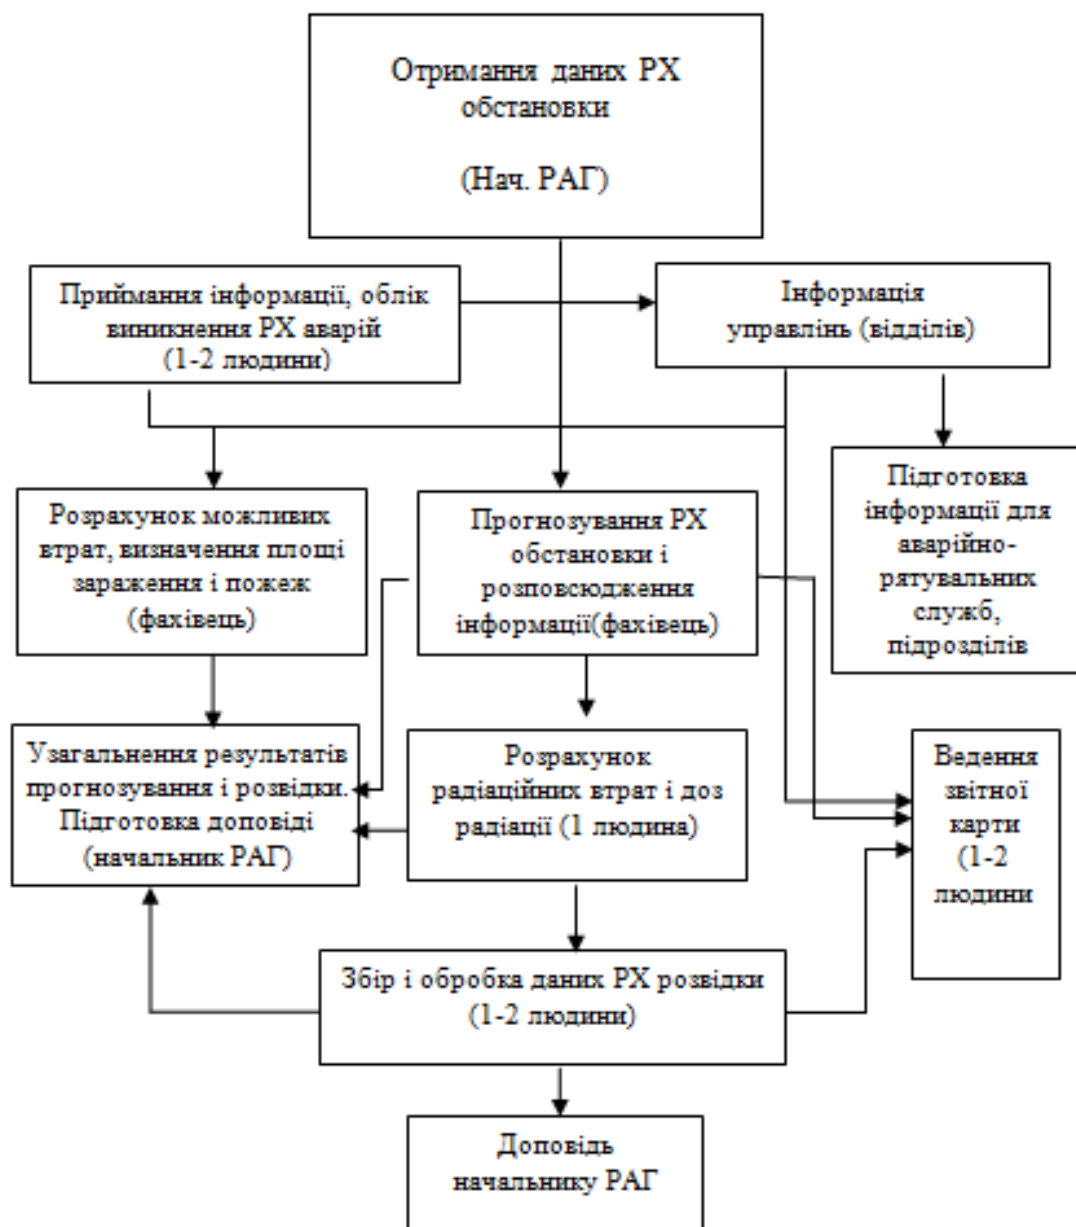 Отримання даних РХ
обстановки
(Нач. РАГ)
Приймання інформації, облік
виникнення РХ аварій
(1-2 людини)
Інформація
управлінь (відділів)
Розрахунок можливих
втрат, визначення площі
зараження і пожеж
(фахівець)
Прогнозування РХ
обстановки і
розповсюдження
інформації(фахівець)
Підготовка
інформації для
аварійно-
рятувальних
служб,
підрозділів
Узагальнення результатів
прогнозування і розвідки.
Підготовка доповіді
(начальник РАГ)
Розрахунок
радіаційних втрат і доз
радіації (1 людина)
Ведення
звітної
карти
(1-2
людини
Збір і обробка даних РХ розвідки
(1-2 людини)
Доповідь
начальнику РАГ